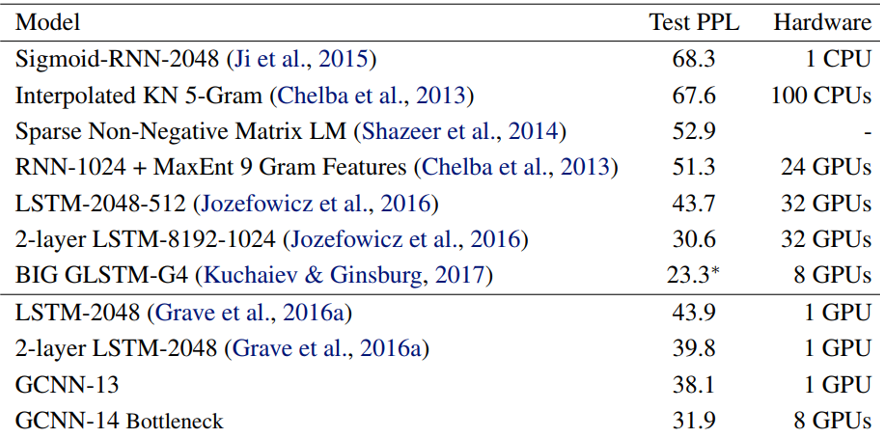 Model Test PPL Hardware
Sigmoid-RNN-2048 (Ji et al., 2015) 68.3 1 CPU
Interpolated KN 5-Gram (Chelba et al., 2013) 67.6 100 CPUs
Sparse Non-Negative Matrix LM (Shazeer et al., 2014) 52.9 -
RNN-1024 + MaxEnt 9 Gram Features (Chelba et al., 2013) 51.3 24 GPUs
LSTM-2048-512 (Jozefowicz et al., 2016) 43.7 32 GPUs
2-layer LSTM-8192-1024 (Jozefowicz et al., 2016) 30.6 32 GPUs
BIG GLSTM-G4 (Kuchaiev & Ginsburg, 2017) 23.3* 8 GPUs
LSTM-2048 (Grave et al., 2016a) 43.9 1 GPU
2-layer LSTM-2048 (Grave et al., 2016a) 39.8 1 GPU
GCNN-13 38.1 1 GPU
GCNN-14 Bottleneck 31.9 8 GPUs